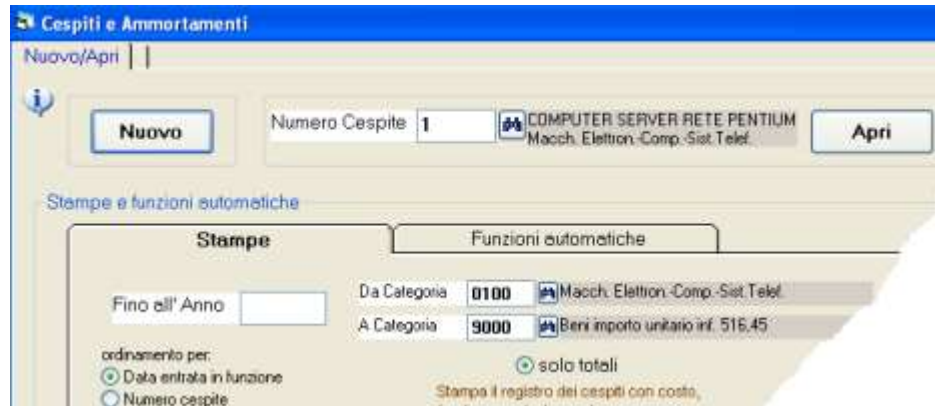 Cespiti e Ammortamenti
Nuovo/Apri
Nuovo
Numero Cespite 1 COMPUTER SERVER RETE PENTIUM
Macch. Elettron.-Comp.-Sist.Telef.
Apri
Stampe e funzioni automatiche
Stampe Funzioni automatiche
Fino all' Anno
Da Categoria 0100 Macch. Elettron.-Comp.-Sist.Telef.
A Categoria 9000 Beni importo unitario inf. 516,45
ordinamento per:
Data entrata in funzione
Numero cespite
solo totali
Stampa il registro dei cespiti con costo,